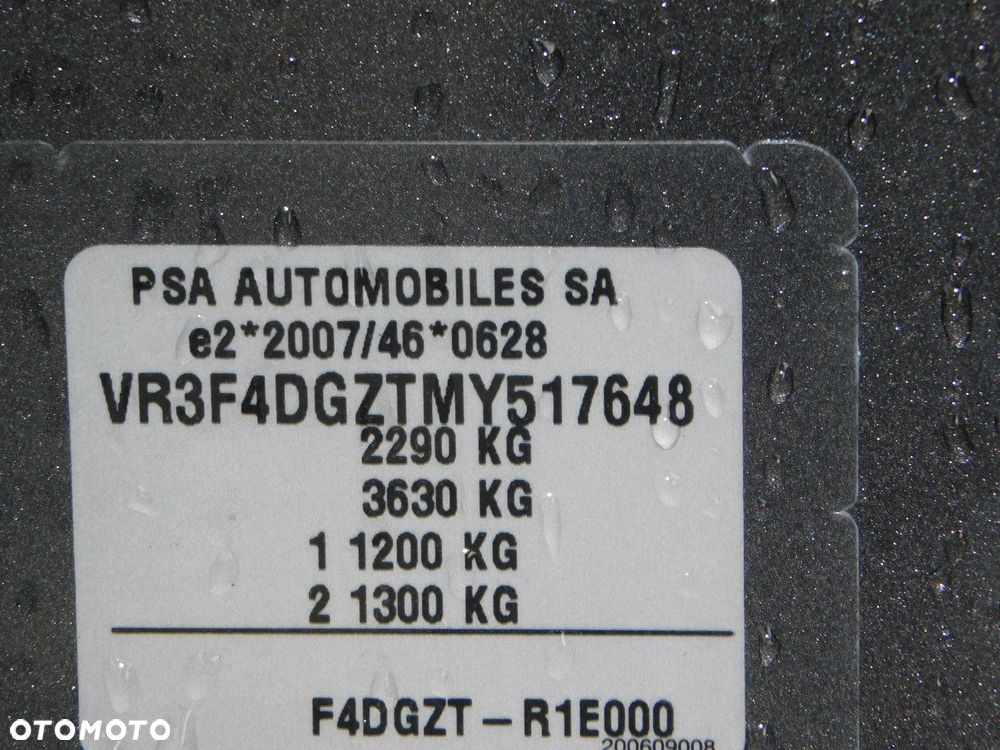 PSA AUTOMOBILES SA
e2*2007/46*0628
VR3F4DGZTMY517648
2290 KG
3630 KG
1 1200 KG
2 1300 KG
F4DGZT - R1E000
200609008
OTOMOTO